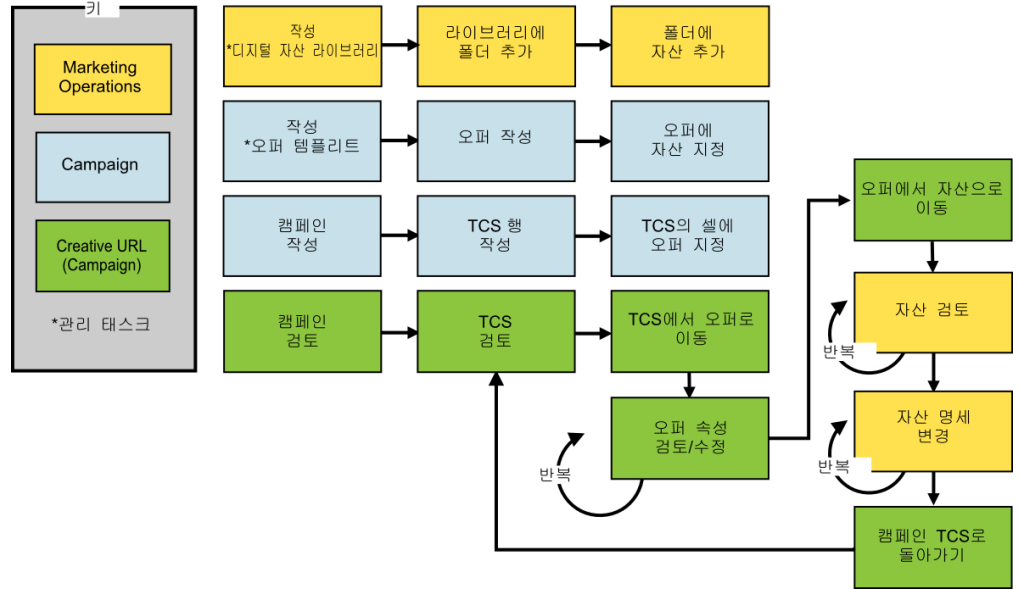 키
Marketing
Operations
Campaign
Creative URL
(Campaign)
*관리 태스크
작성
*디지털 자산 라이브러리
라이브러리에
폴더 추가
폴더에
자산 추가
작성
*오퍼 템플리트
오퍼 작성
오퍼에
자산 지정
캠페인
작성
TCS 행
작성
TCS의 셀에
오퍼 지정
캠페인
검토
TCS
검토
TCS에서 오퍼로
이동
오퍼 속성
검토/수정
반복
오퍼에서 자산으로
이동
자산 검토
반복
자산 명세
변경
반복
캠페인 TCS로
돌아가기